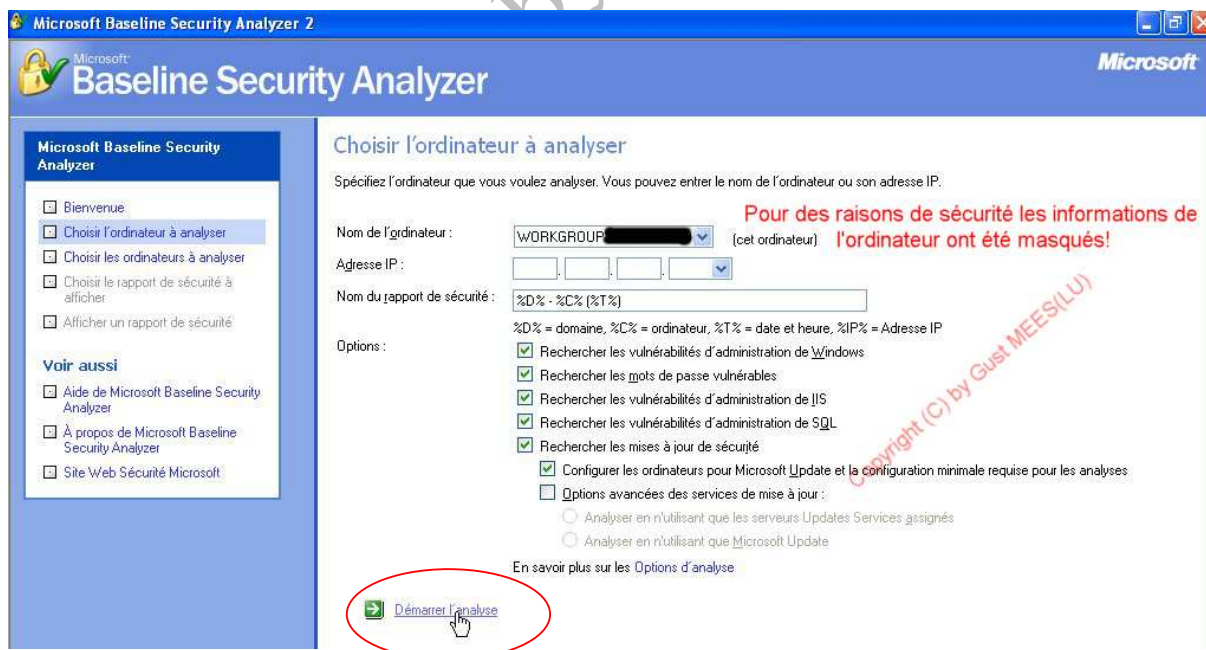 Microsoft Baseline Security Analyzer 2
Microsoft
Baseline Security Analyzer
Microsoft
Microsoft Baseline Security
Analyzer
Bienvenue
Choisir l'ordinateur à analyser
Choisir les ordinateurs à analyser
Choisir le rapport de sécurité à
afficher
Afficher un rapport de sécurité
Voir aussi
Aide de Microsoft Baseline Security
Analyzer
À propos de Microsoft Baseline
Security Analyzer
Site Web Sécurité Microsoft
Choisir l'ordinateur à analyser
Spécifiez l'ordinateur que vous voulez analyser. Vous pouvez entrer le nom de l'ordinateur ou son adresse IP.
Pour des raisons de sécurité les informations de
l'ordinateur ont été masqués!
Nom de l'ordinateur :
WORKGROUP
(cet ordinateur)
Adresse IP :
Nom du rapport de sécurité :
%D% - %C% (%T%)
%D% = domaine, %C% = ordinateur, %T% = date et heure, %IP% = Adresse IP
Options :
Rechercher les vulnérabilités d'administration de Windows
Rechercher les mots de passe vulnérables
Rechercher les vulnérabilités d'administration de IIS
Rechercher les vulnérabilités d'administration de SQL
Rechercher les mises à jour de sécurité
Configurer les ordinateurs pour Microsoft Update et la configuration minimale requise pour les analyses
Options avancées des services de mise à jour :
Analyser en n'utilisant que les serveurs Updates Services assignés
Analyser en n'utilisant que Microsoft Update
En savoir plus sur les Options d'analyse
Démarrer l'analyse
Copyright (C) by Gust MEES(LU)